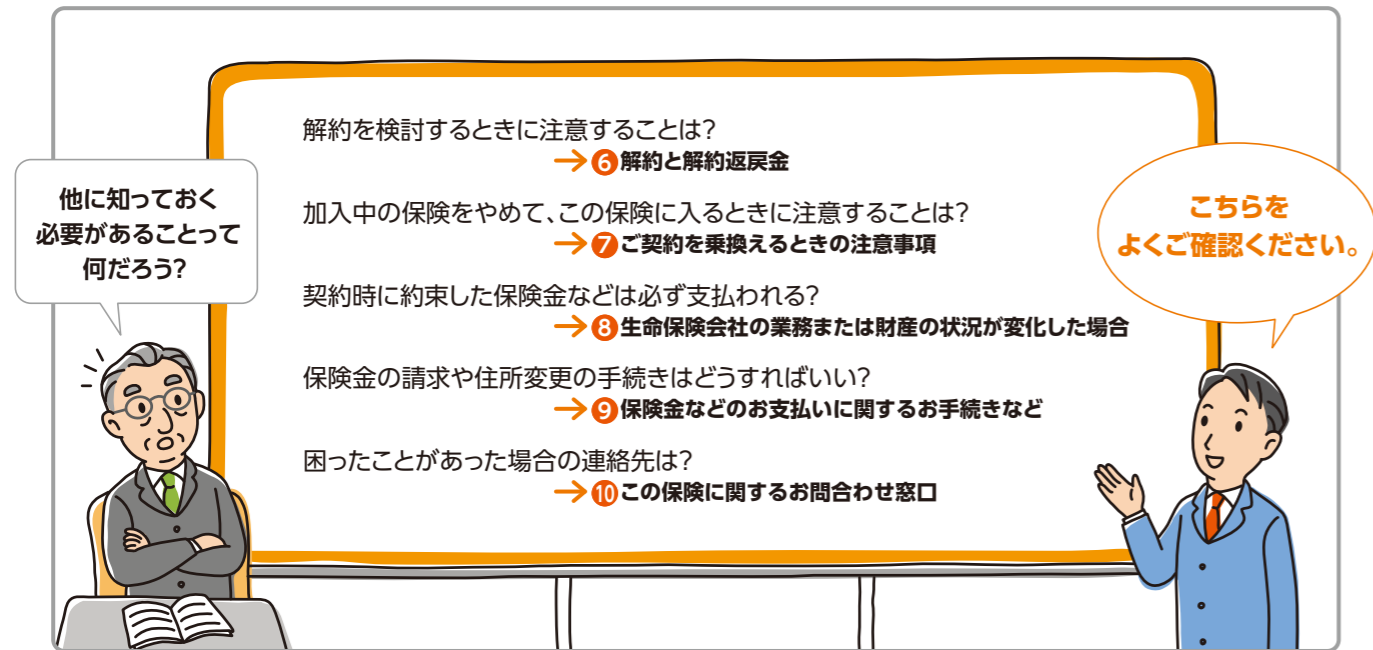 他に知っておく
必要があることって
何だろう?
解約を検討するときに注意することは?
→❻解約と解約返戻金
加入中の保険をやめて、この保険に入るときに注意することは?
→❼ご契約を乗換えるときの注意事項
契約時に約束した保険金などは必ず支払われる?
→❽生命保険会社の業務または財産の状況が変化した場合
保険金の請求や住所変更の手続きはどうすればいい?
→❾保険金などのお支払いに関するお手続きなど
困ったことがあった場合の連絡先は?
→❿この保険に関するお問合わせ窓口
こちらを
よくご確認ください。